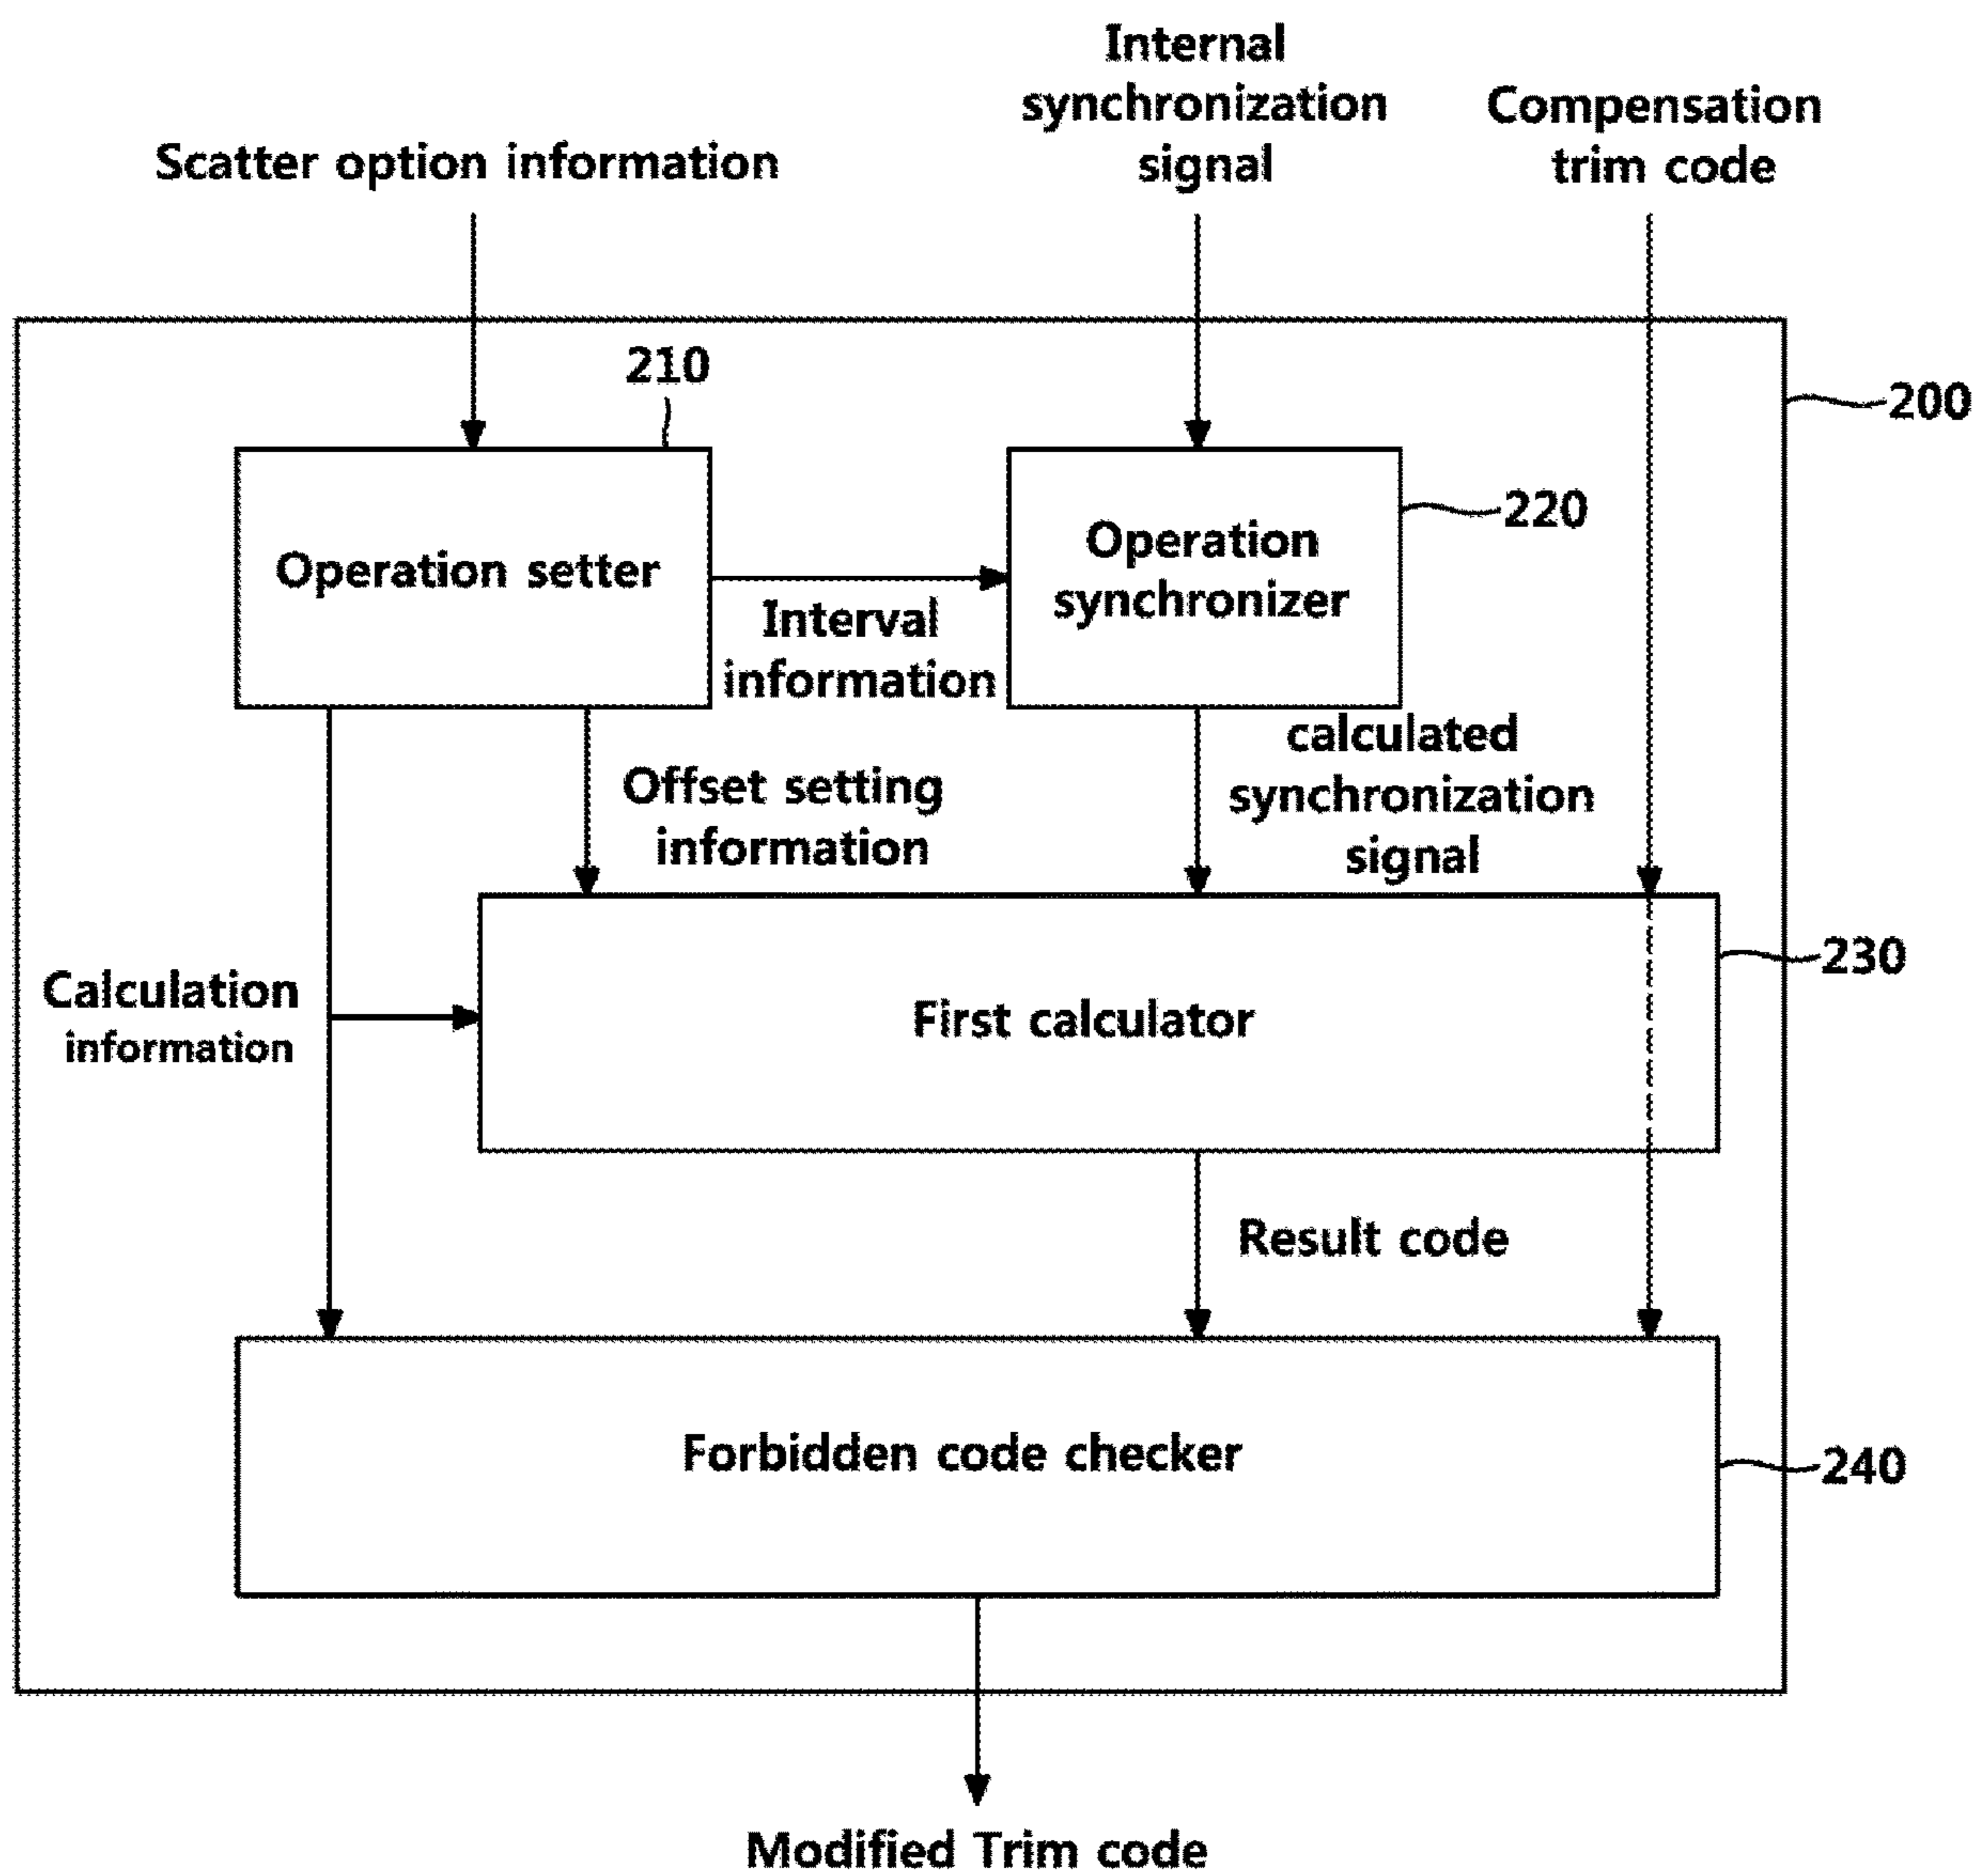 Internal
synchronization
signal
Compensation
trim code
Scatter option information
210
200
Operation setter
Operation
synchronizer
220
Interval
information
calculated
synchronization
signal
Offset setting
information
230
Calculation
information
First calculator
Result code
Forbidden code checker
240
Modified Trim code